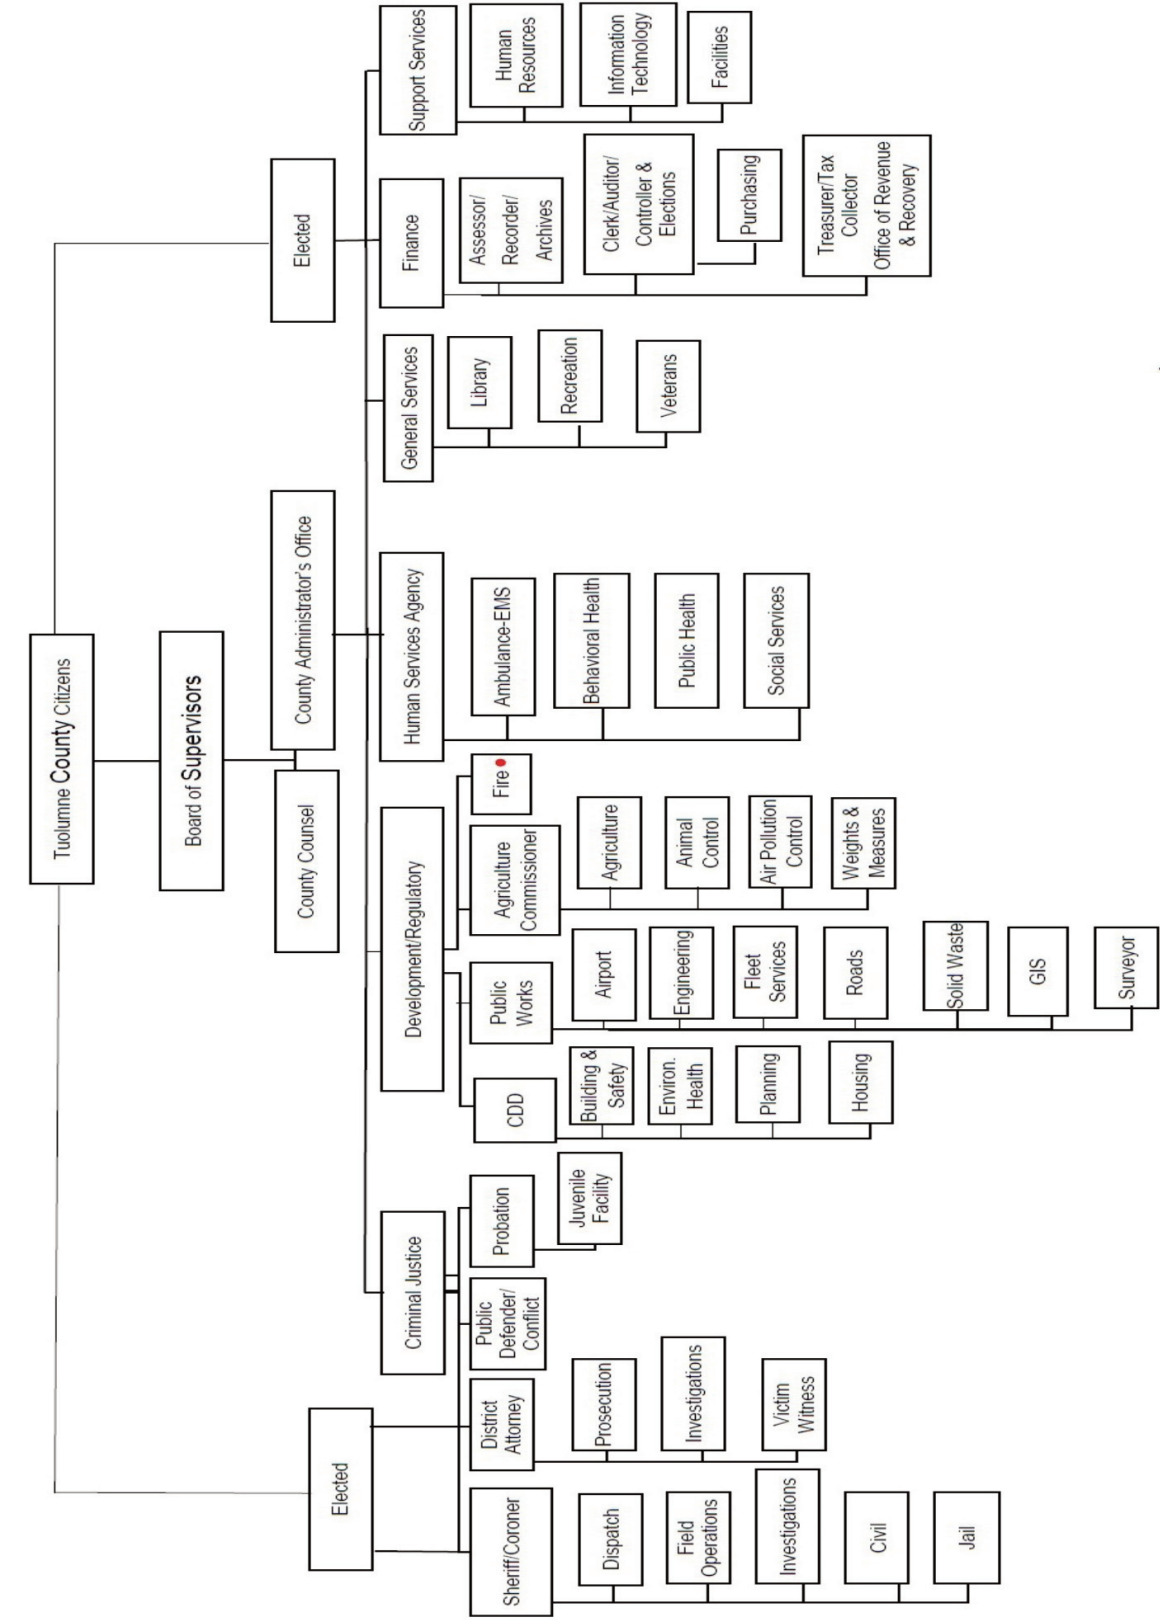 Tuolumne County Citizens
Board of Supervisors
County Counsel
County Administrator's Office
Elected
Elected
Criminal Justice
Development/Regulatory
Human Services Agency
General Services
Finance
Support Services
Sheriff/Coroner
Dispatch
Field
Operations
Investigations
Civil
Jail
District
Attorney
Prosecution
Investigations
Victim
Witness
Public
Defender/
Conflict
Probation
Juvenile
Facility
CDD
Building &
Safety
Environ.
Health
Planning
Housing
Public
Works
Airport
Engineering
Fleet
Services
Roads
Solid Waste
GIS
Surveyor
Agriculture
Commissioner
Agriculture
Animal
Control
Air Pollution
Control
Weights &
Measures
Fire
Ambulance-EMS
Behavioral Health
Public Health
Social Services
Library
Recreation
Veterans
Assessor/
Recorder/
Archives
Clerk/Auditor/
Controller &
Elections
Purchasing
Treasurer/Tax
Collector
Office of Revenue
& Recovery
Human
Resources
Information
Technology
Facilities